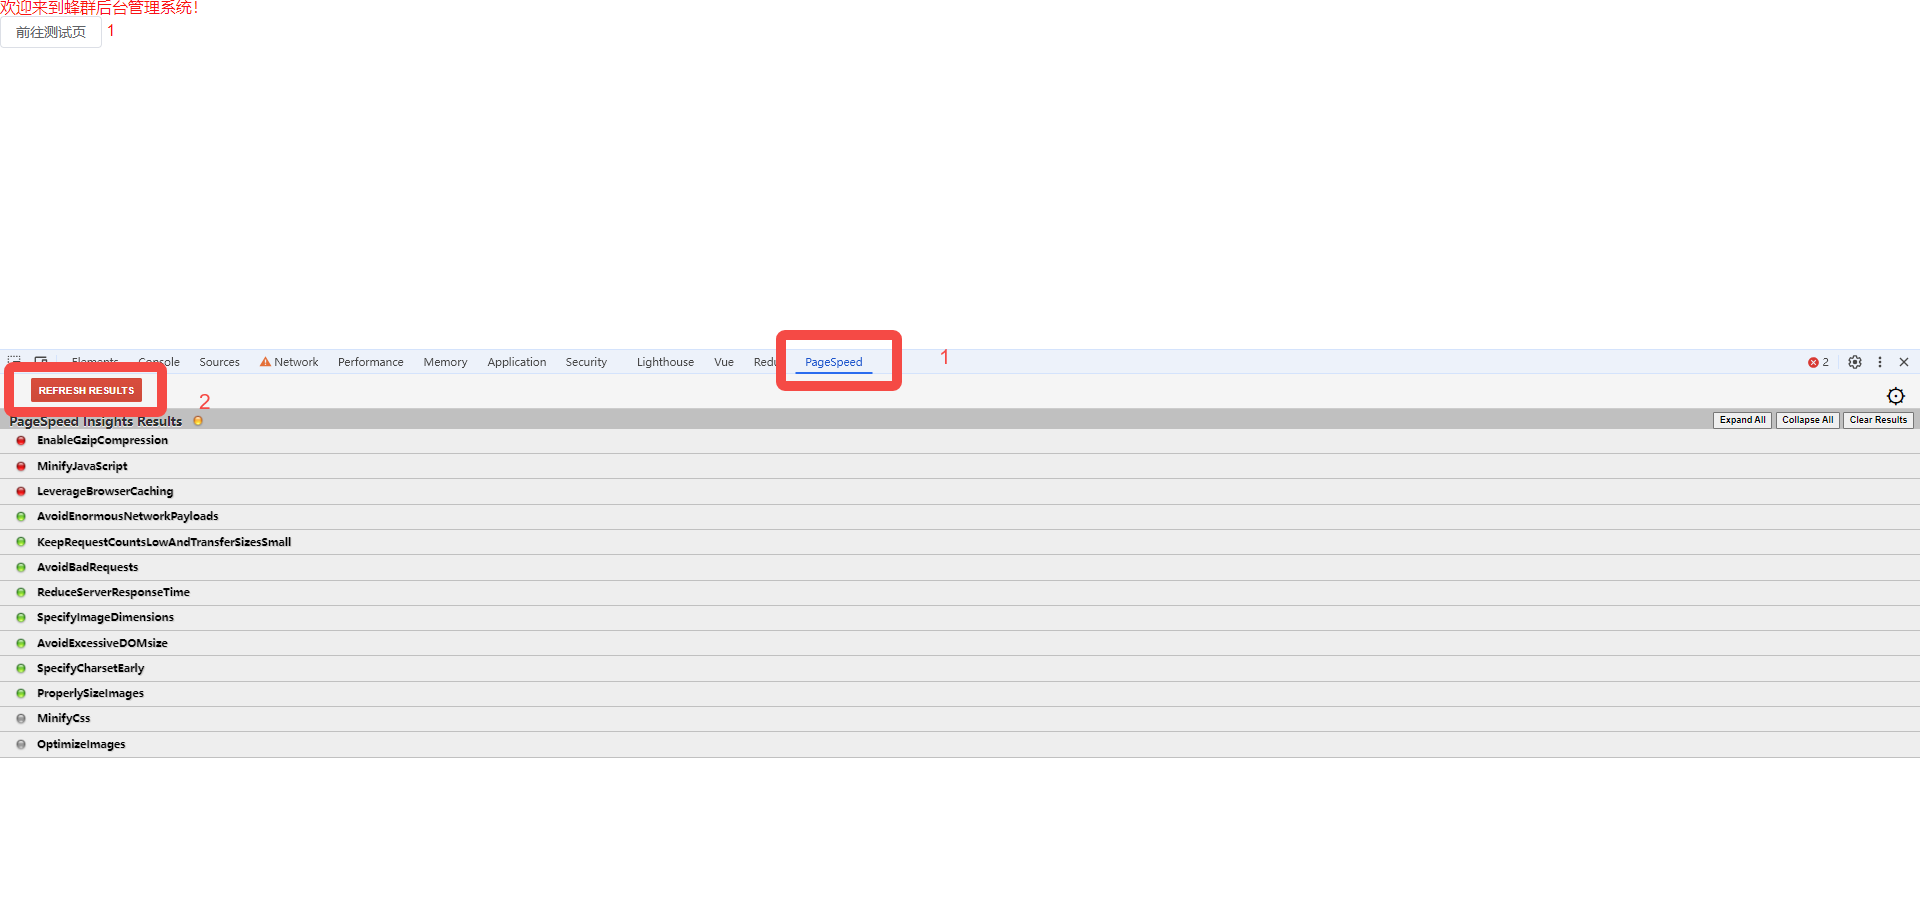 欢迎来到蜂群后台管理系统！
前往测试页 1
Elements Console Sources Network Performance Memory Application Security Lighthouse Vue Redu PageSpeed 1 2
REFRESH RESULTS 2
PageSpeed Insights Results Expand All Collapse All Clear Results
EnableGzipCompression
MinifyJavaScript
LeverageBrowserCaching
AvoidEnormousNetworkPayloads
KeepRequestCountsLowAndTransferSizesSmall
AvoidBadRequests
ReduceServerResponseTime
SpecifyImageDimensions
AvoidExcessiveDOMsize
SpecifyCharsetEarly
ProperlySizeImages
MinifyCss
OptimizeImages